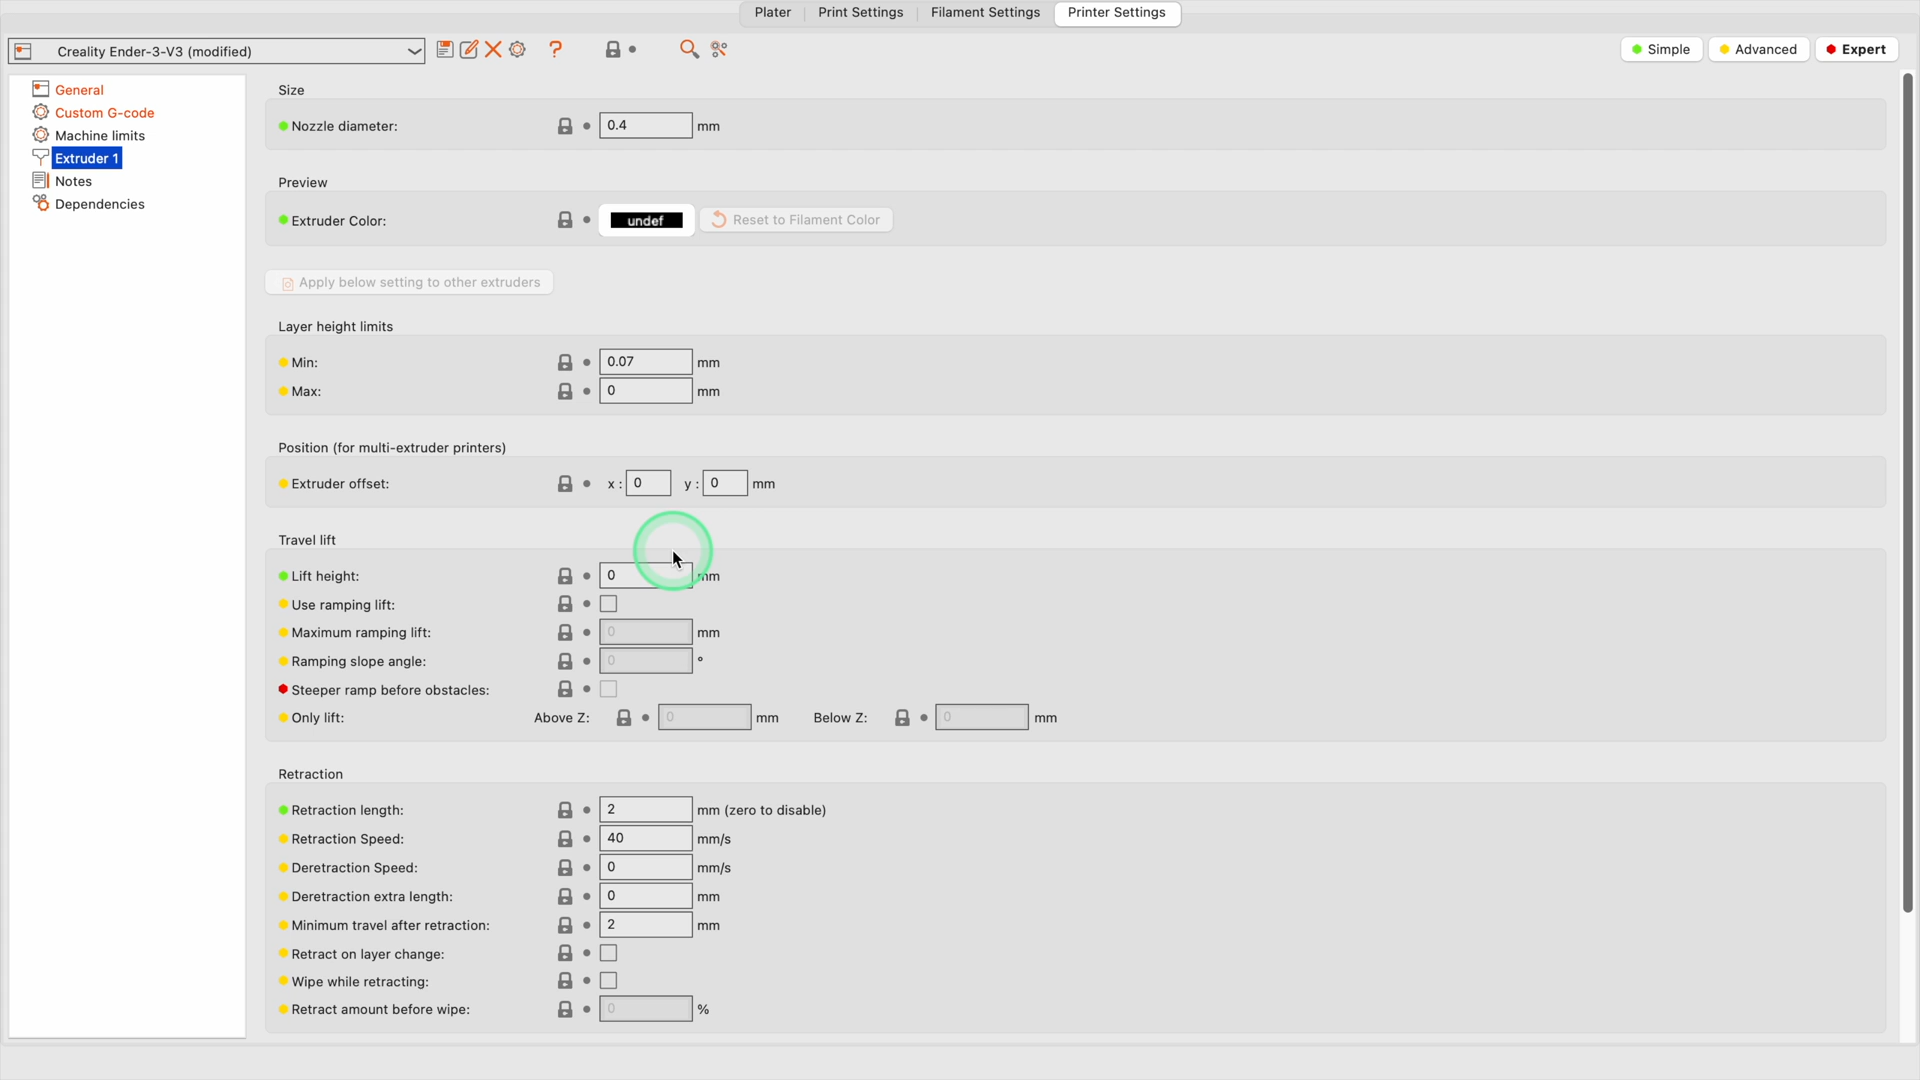 Plater Print Settings Filament Settings Printer Settings
Creality Ender-3-V3 (modified) ? Simple Advanced Expert
General
Custom G-code
Machine limits
Extruder 1
Notes
Dependencies
Size
Nozzle diameter: 0.4 mm
Preview
Extruder Color: undef Reset to Filament Color
Apply below setting to other extruders
Layer height limits
Min: 0.07 mm
Max: 0 mm
Position (for multi-extruder printers)
Extruder offset: x : 0 y : 0 mm
Travel lift
Lift height: 0 mm
Use ramping lift:
Maximum ramping lift: 0 mm
Ramping slope angle: 0 °
Steeper ramp before obstacles:
Only lift: Above Z: 0 mm Below Z: 0 mm
Retraction
Retraction length: 2 mm (zero to disable)
Retraction Speed: 40 mm/s
Deretraction Speed: 0 mm/s
Deretraction extra length: 0 mm
Minimum travel after retraction: 2 mm
Retract on layer change:
Wipe while retracting:
Retract amount before wipe: 0 %